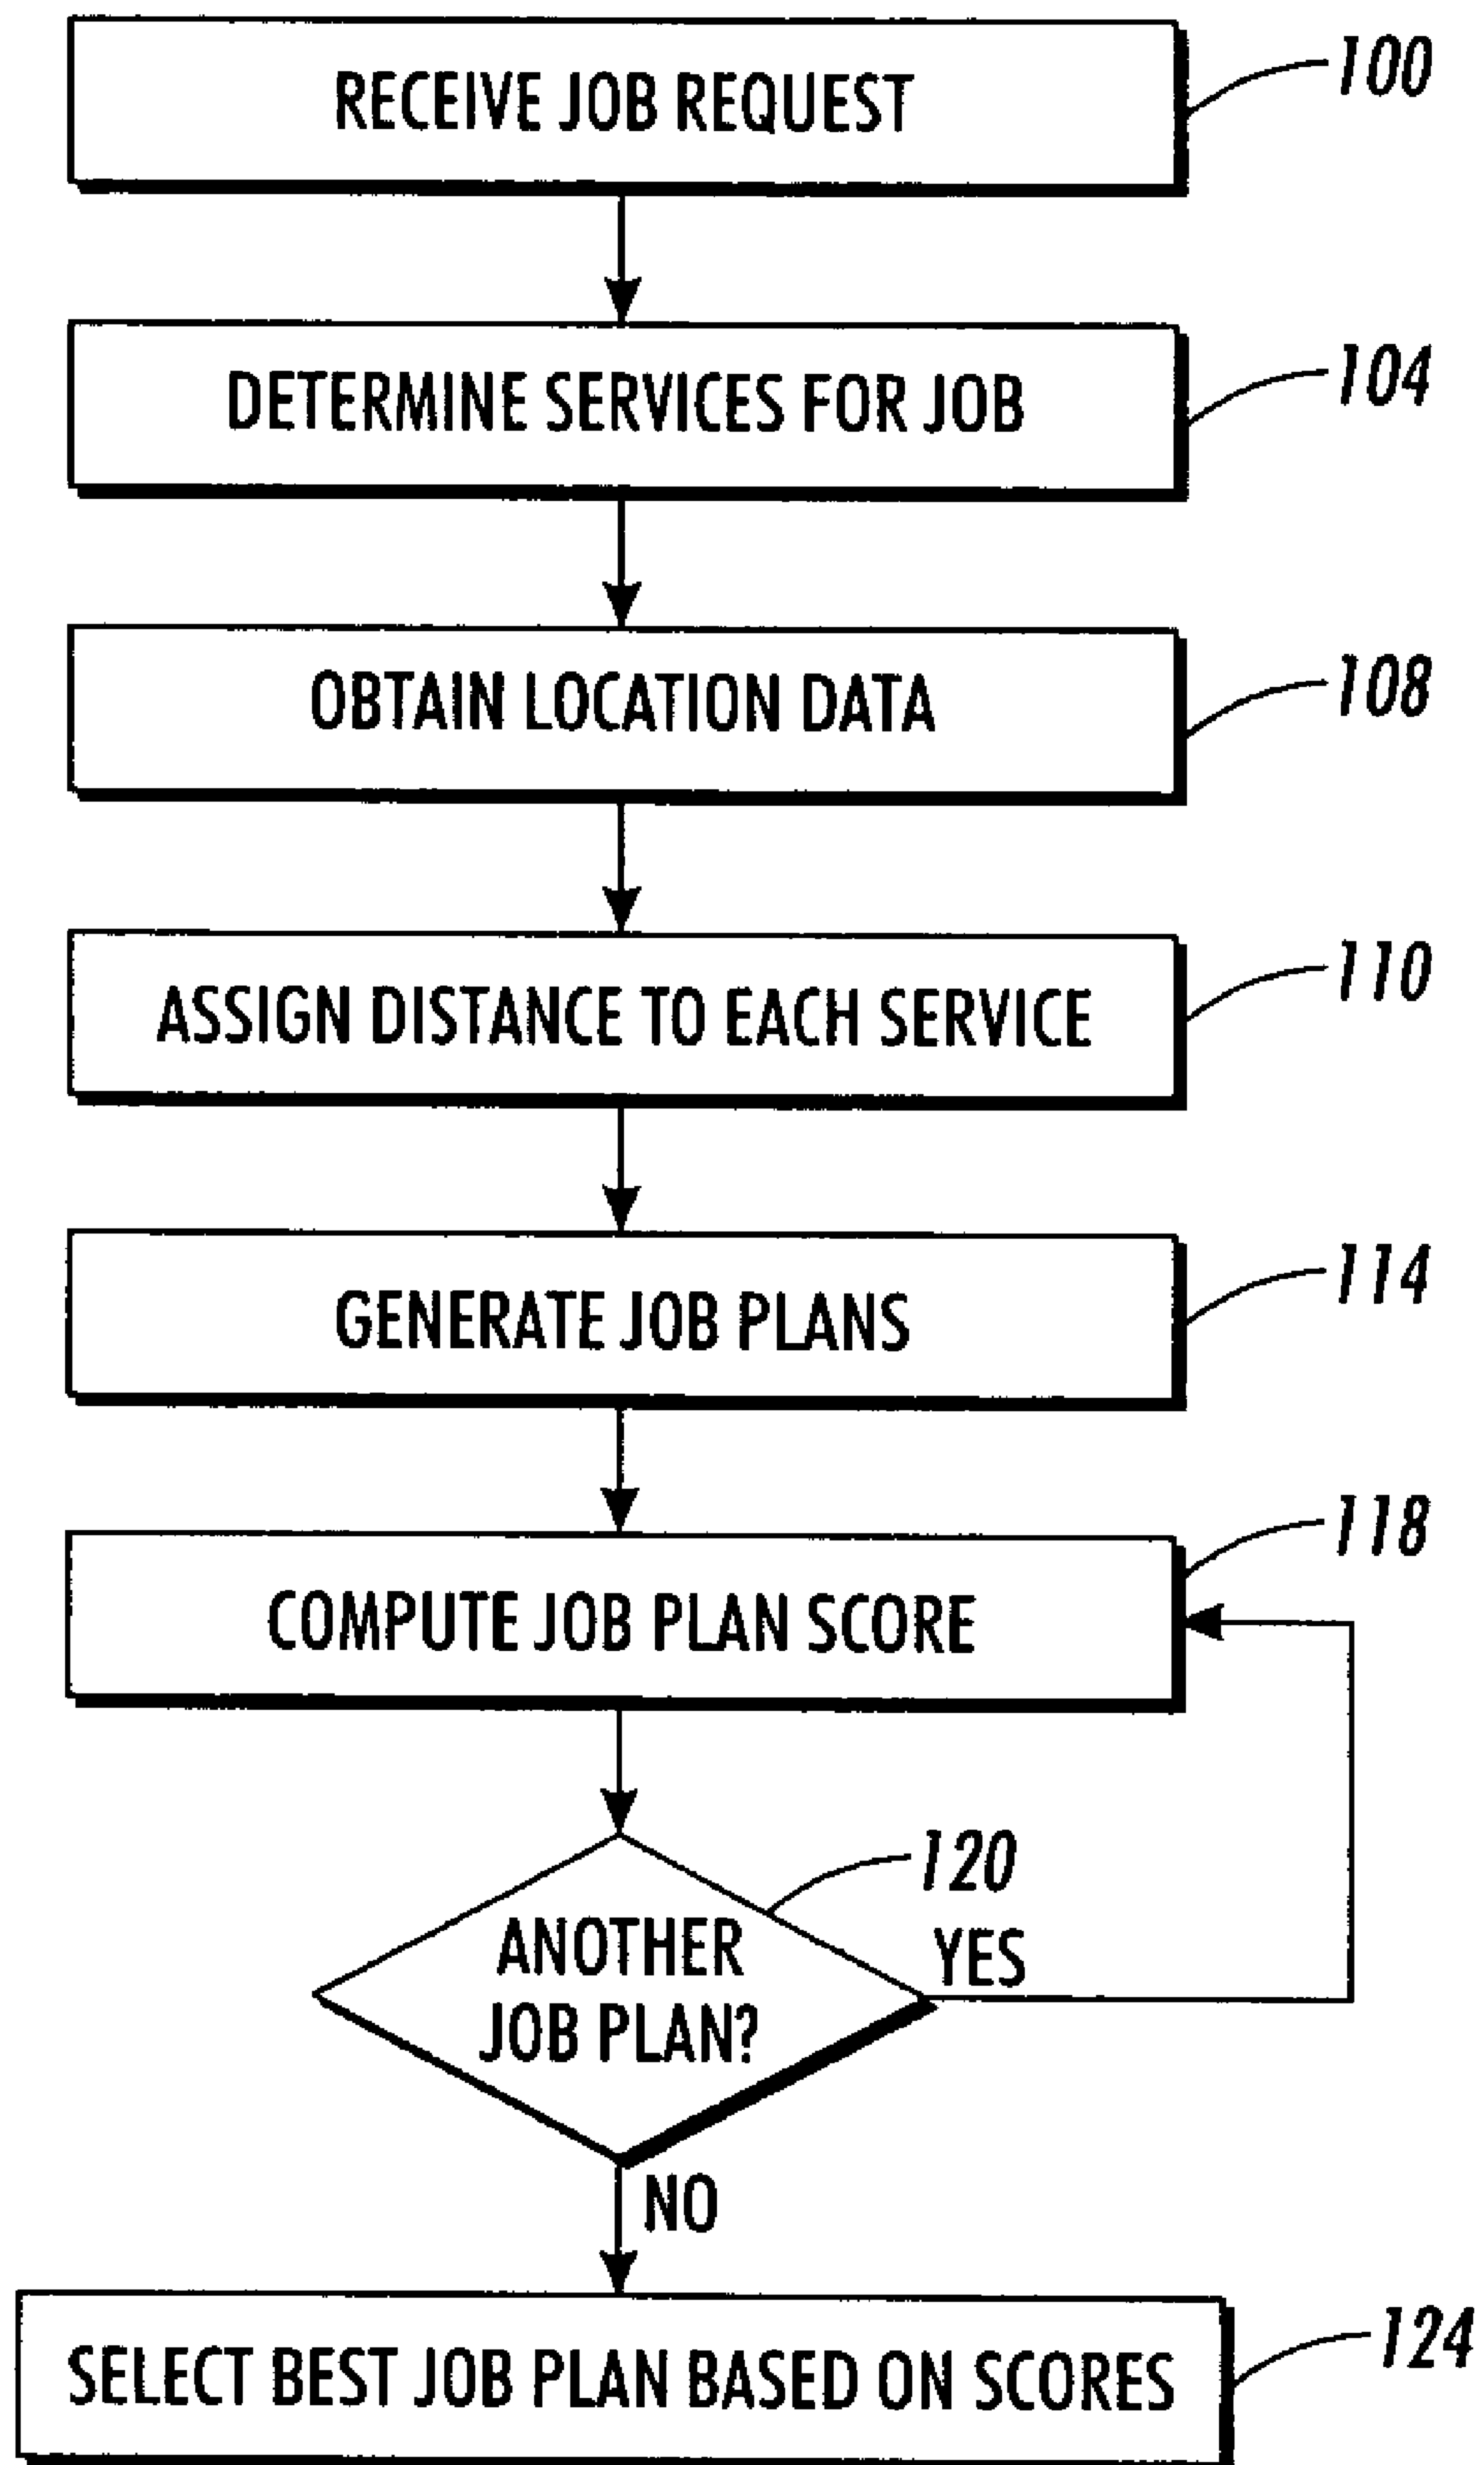 RECEIVE JOB REQUEST
100
DETERMINE SERVICES FOR JOB
104
OBTAIN LOCATION DATA
108
ASSIGN DISTANCE TO EACH SERVICE
110
GENERATE JOB PLANS
114
COMPUTE JOB PLAN SCORE
118
120
ANOTHER
JOB PLAN?
YES
NO
SELECT BEST JOB PLAN BASED ON SCORES
124